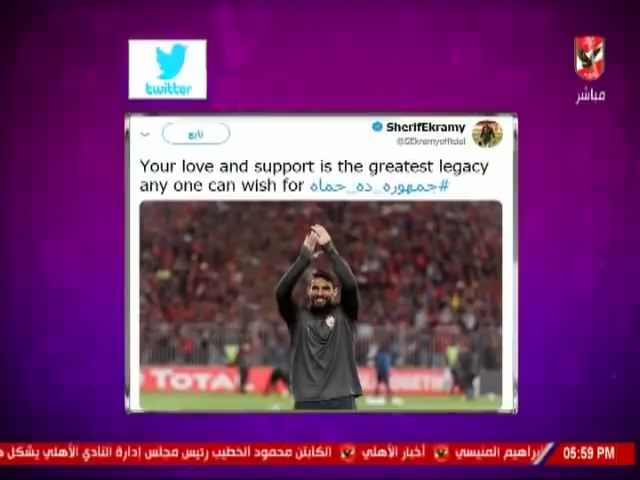 twitter
مباشر
تابع
SherifEkramy
@SEkramyofficial
Your love and support is the greatest legacy
any one can wish for #جمهوره_ده_حماه
TOTAL
إبراهيم المنيسي أخبار الأهلي الكابتن محمود الخطيب رئيس مجلس إدارة النادي الأهلي يشكل
05:59 PM